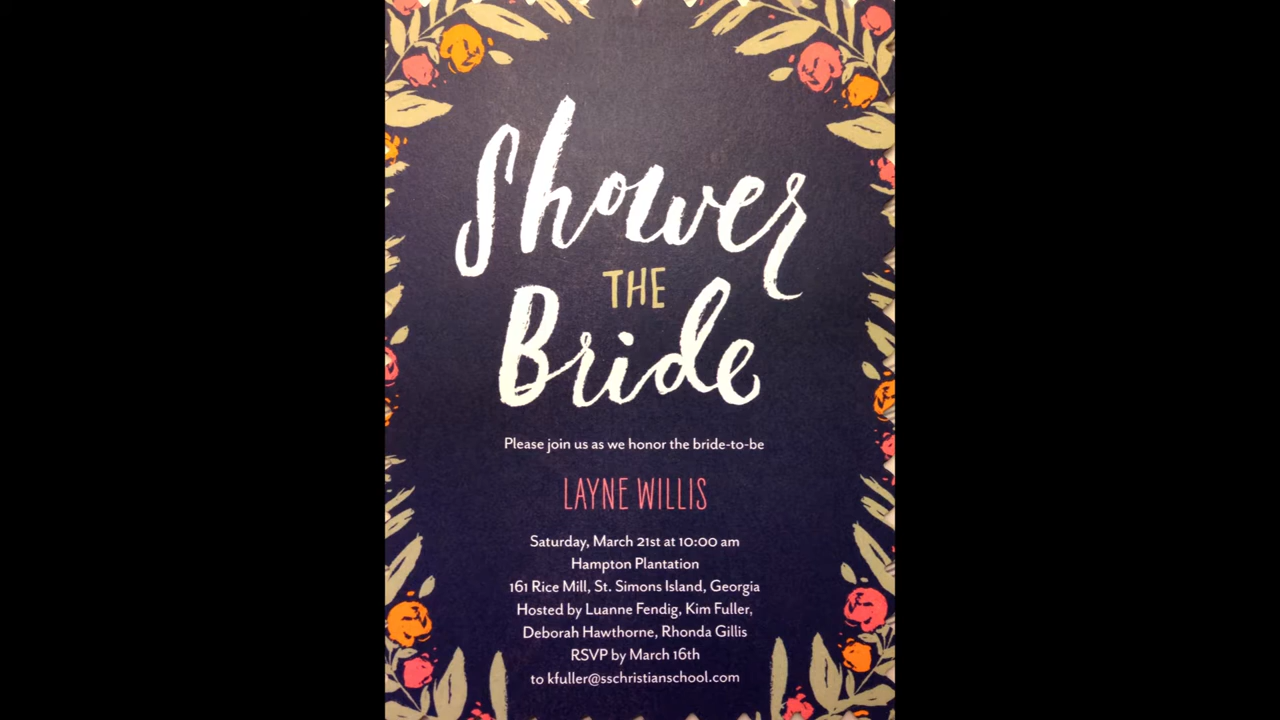 Shower
THE
Bride
Please join us as we honor the bride-to-be
LAYNE WILLIS
Saturday, March 21st at 10:00 am
Hampton Plantation
161 Rice Mill, St. Simons Island, Georgia
Hosted by Luanne Fendig, Kim Fuller,
Deborah Hawthorne, Rhonda Gillis
RSVP by March 16th
to kfuller@sschristianschool.com